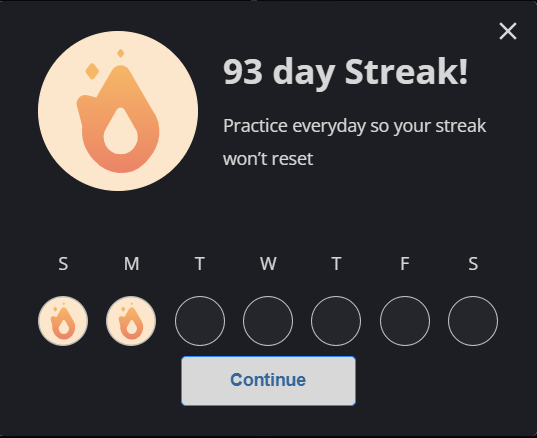 93 day Streak!
Practice everyday so your streak
won't reset
S M T W T F S
Continue